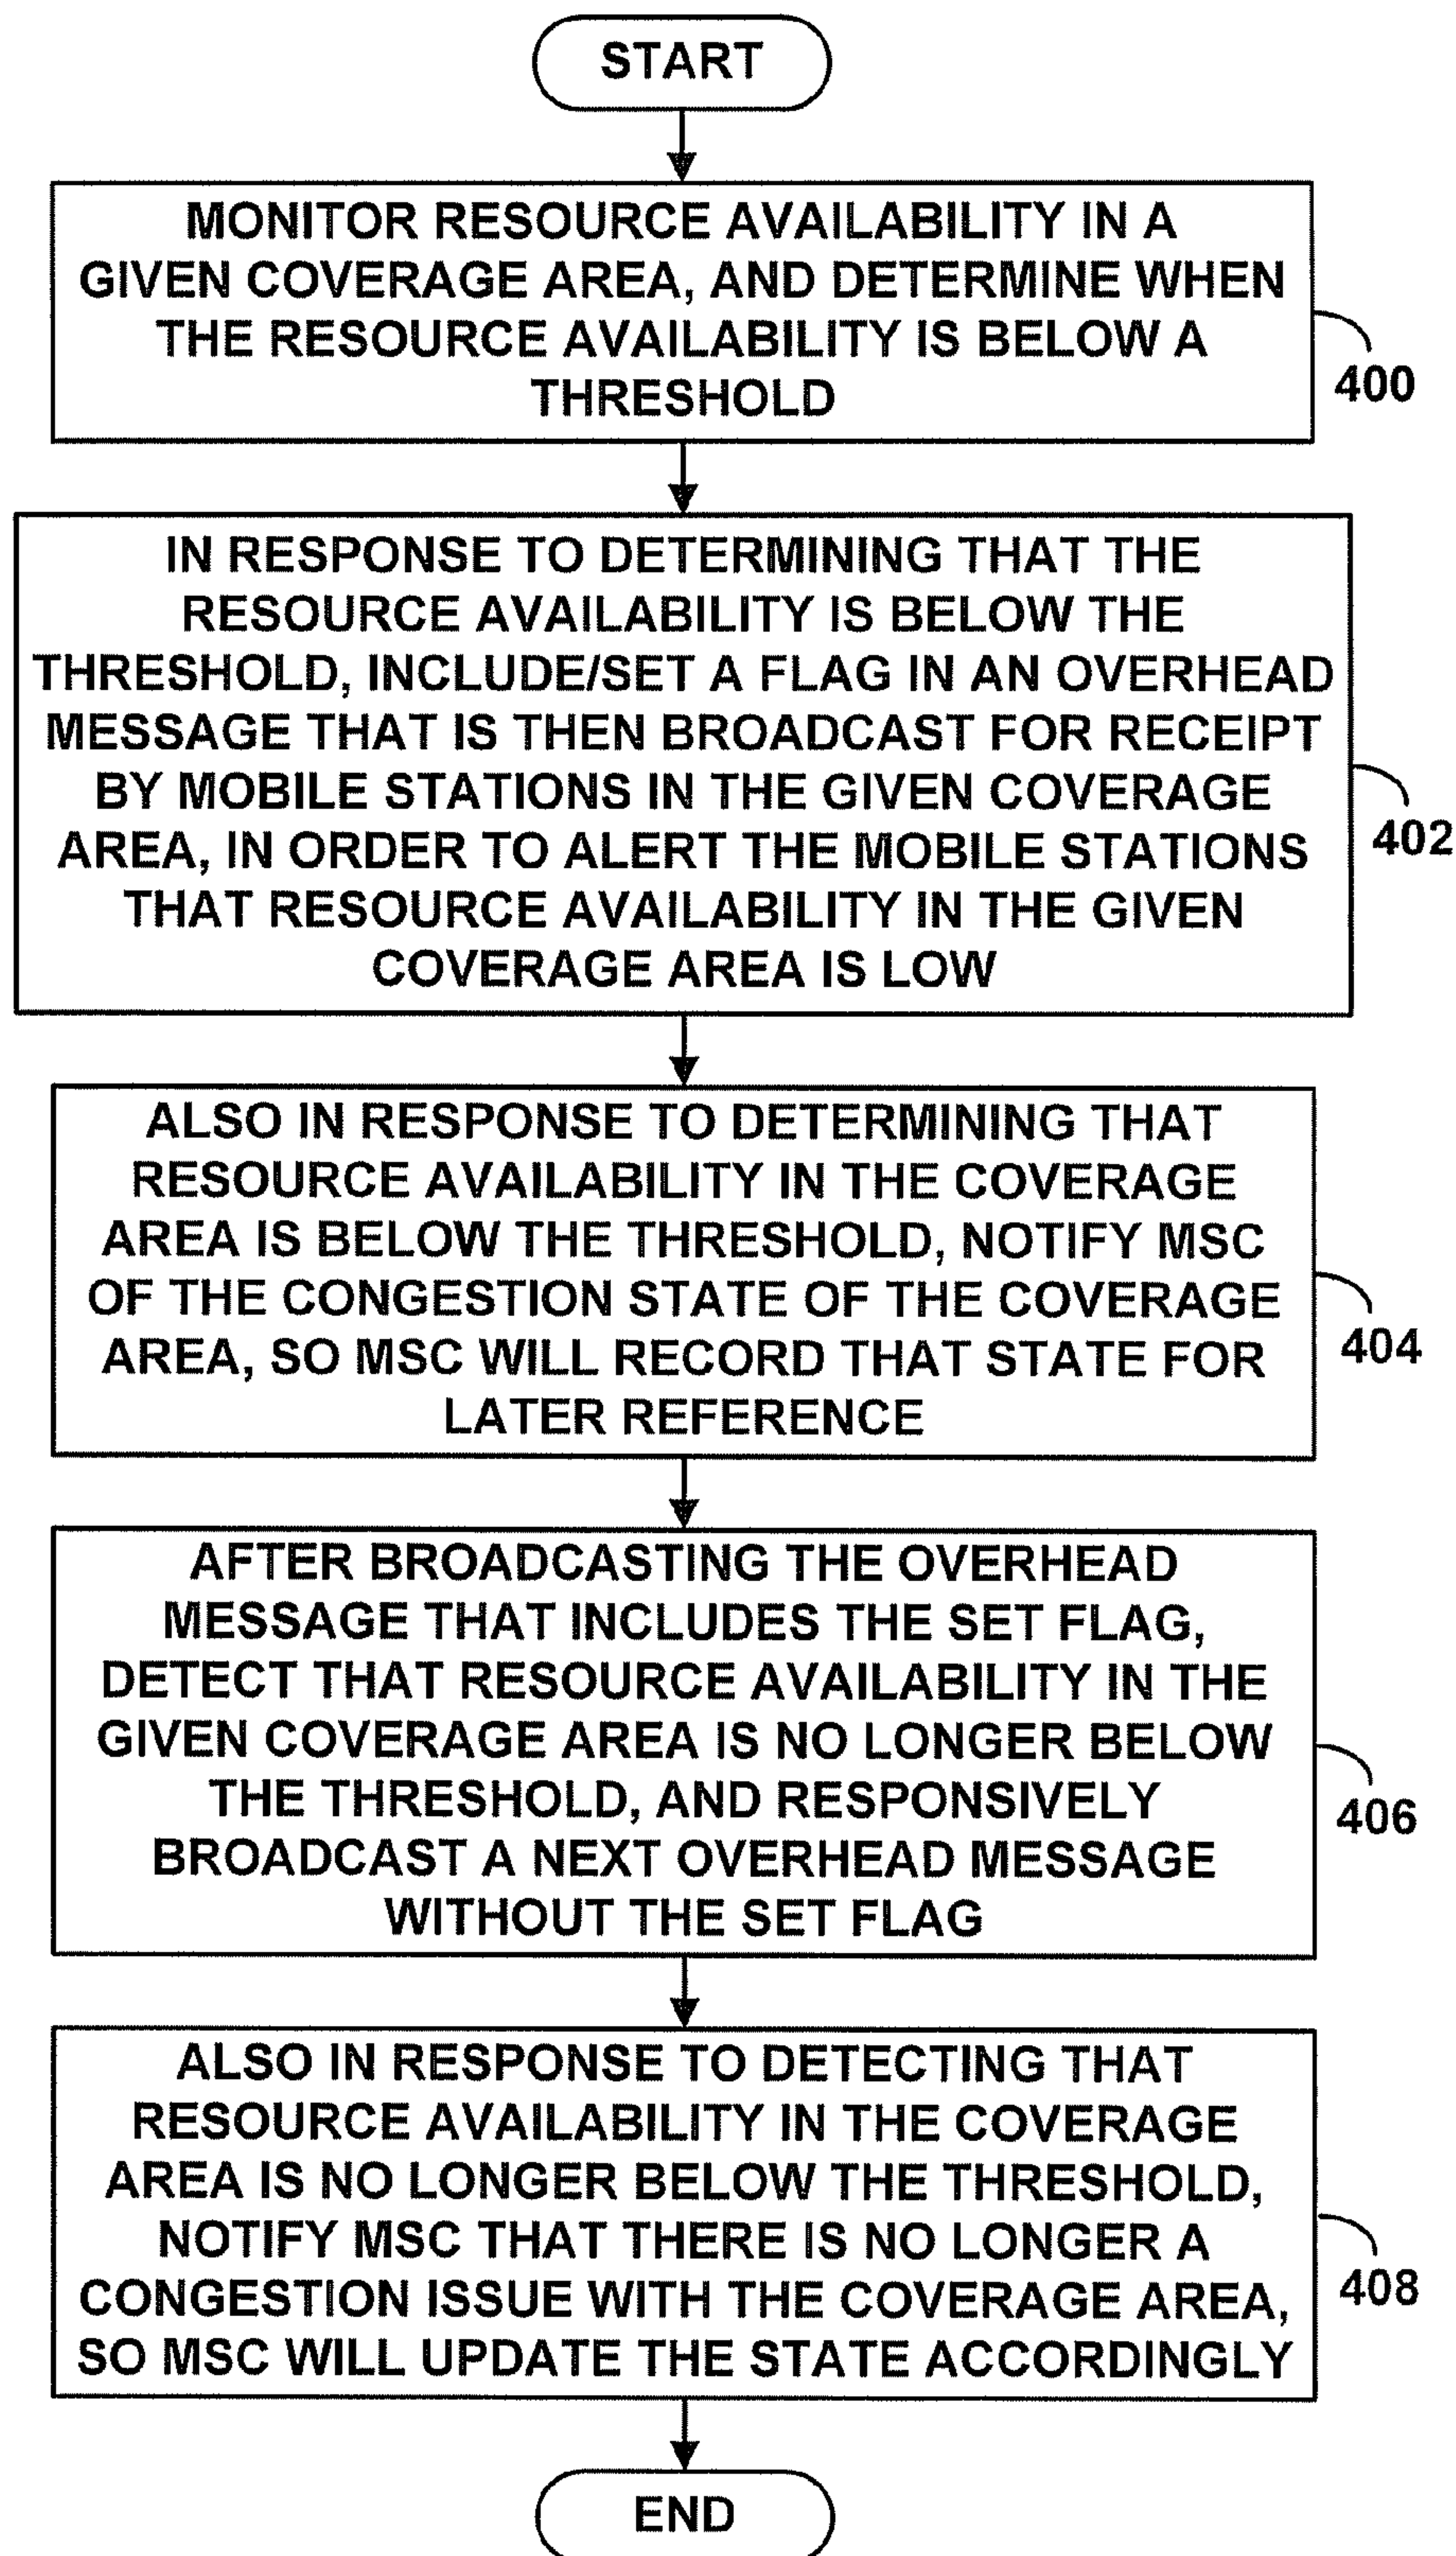 START
MONITOR RESOURCE AVAILABILITY IN A
GIVEN COVERAGE AREA, AND DETERMINE WHEN
THE RESOURCE AVAILABILITY IS BELOW A
THRESHOLD
400
IN RESPONSE TO DETERMINING THAT THE
RESOURCE AVAILABILITY IS BELOW THE
THRESHOLD, INCLUDE/SET A FLAG IN AN OVERHEAD
MESSAGE THAT IS THEN BROADCAST FOR RECEIPT
BY MOBILE STATIONS IN THE GIVEN COVERAGE
AREA, IN ORDER TO ALERT THE MOBILE STATIONS
THAT RESOURCE AVAILABILITY IN THE GIVEN
COVERAGE AREA IS LOW
402
ALSO IN RESPONSE TO DETERMINING THAT
RESOURCE AVAILABILITY IN THE COVERAGE
AREA IS BELOW THE THRESHOLD, NOTIFY MSC
OF THE CONGESTION STATE OF THE COVERAGE
AREA, SO MSC WILL RECORD THAT STATE FOR
LATER REFERENCE
404
AFTER BROADCASTING THE OVERHEAD
MESSAGE THAT INCLUDES THE SET FLAG,
DETECT THAT RESOURCE AVAILABILITY IN THE
GIVEN COVERAGE AREA IS NO LONGER BELOW
THE THRESHOLD, AND RESPONSIVELY
BROADCAST A NEXT OVERHEAD MESSAGE
WITHOUT THE SET FLAG
406
ALSO IN RESPONSE TO DETECTING THAT
RESOURCE AVAILABILITY IN THE COVERAGE
AREA IS NO LONGER BELOW THE THRESHOLD,
NOTIFY MSC THAT THERE IS NO LONGER A
CONGESTION ISSUE WITH THE COVERAGE AREA,
SO MSC WILL UPDATE THE STATE ACCORDINGLY
408
END